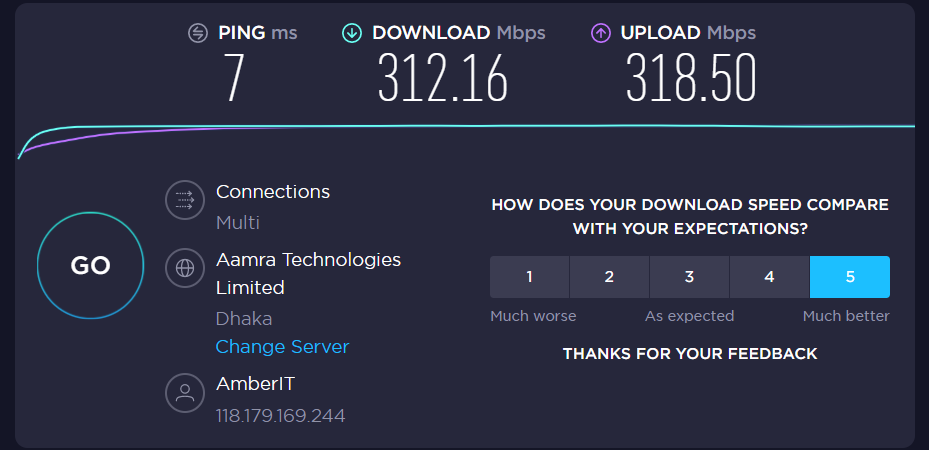 PING ms
7
DOWNLOAD Mbps
312.16
UPLOAD Mbps
318.50
GO
Connections
Multi
Aamra Technologies
Limited
Dhaka
Change Server
AmberIT
118.179.169.244
HOW DOES YOUR DOWNLOAD SPEED COMPARE
WITH YOUR EXPECTATIONS?
1 2 3 4 5
Much worse As expected Much better
THANKS FOR YOUR FEEDBACK